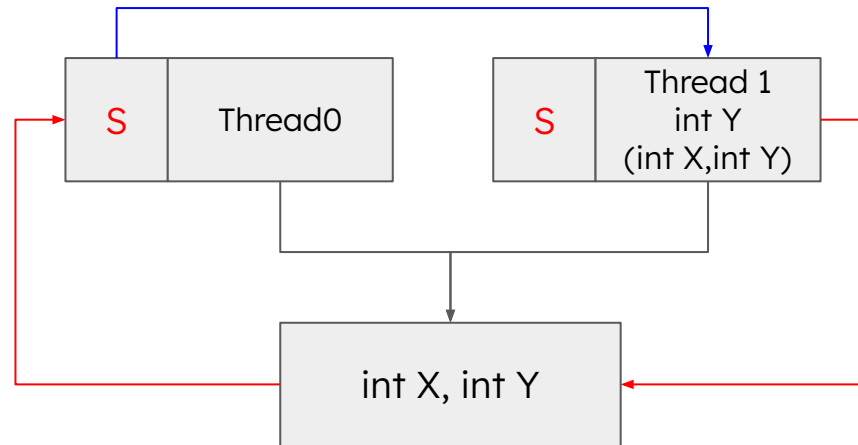 S
Thread0
S
Thread 1
int Y
(int X,int Y)
int X, int Y